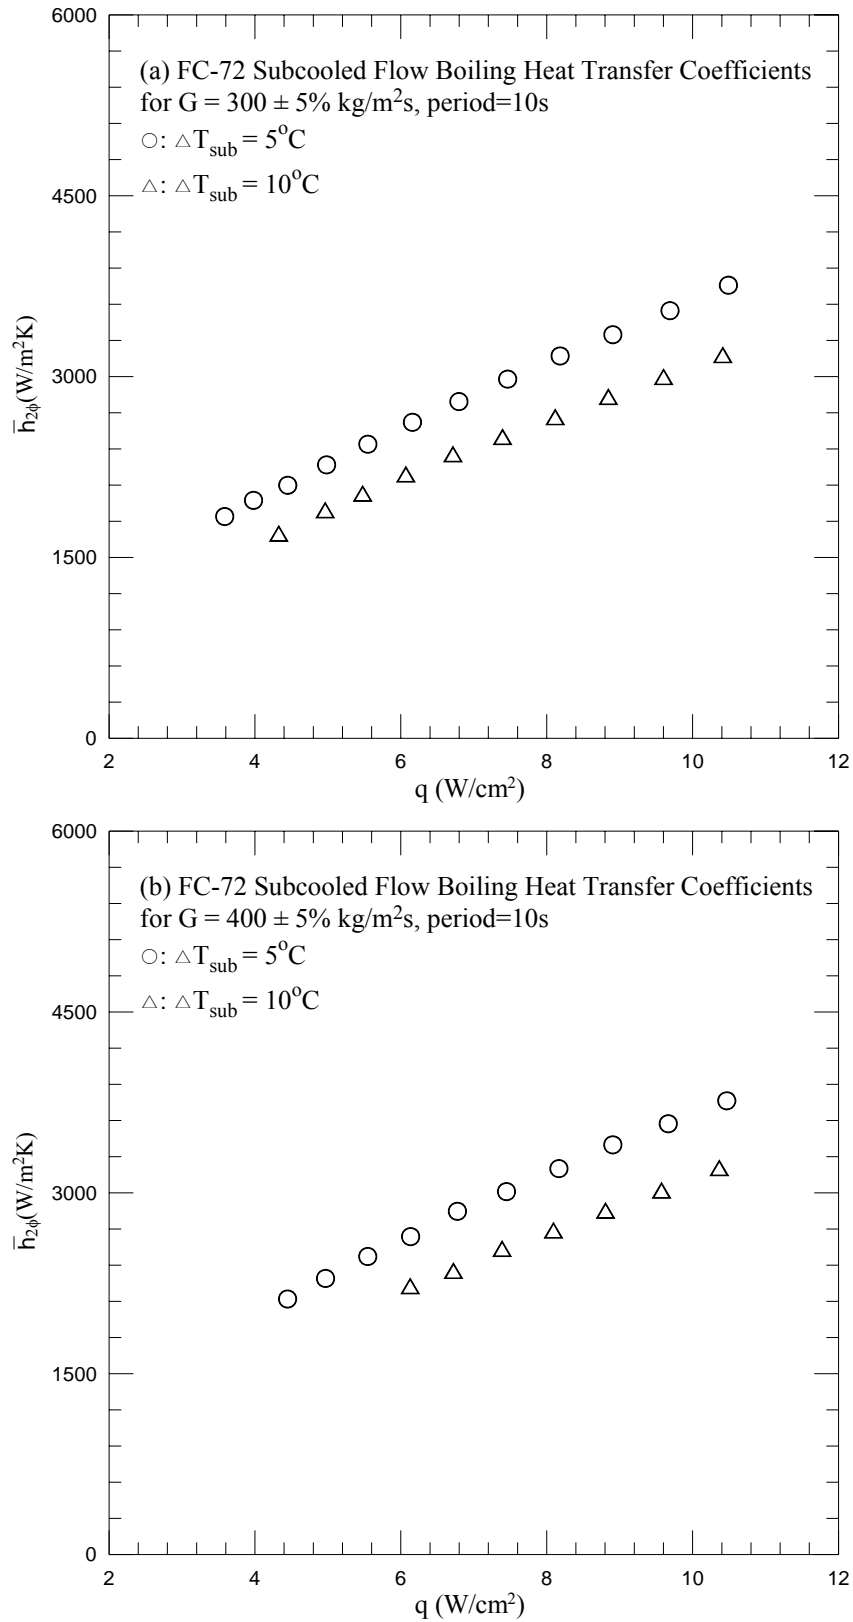 6000
(a) FC-72 Subcooled Flow Boiling Heat Transfer Coefficients
for G = 300 ± 5% kg/m²s, period=10s
○: △T_sub = 5°C
△: △T_sub = 10°C
4500
3000
1500
0
h̅_2ϕ(W/m²K)
2 4 6 8 10 12
q (W/cm²)
6000
(b) FC-72 Subcooled Flow Boiling Heat Transfer Coefficients
for G = 400 ± 5% kg/m²s, period=10s
○: △T_sub = 5°C
△: △T_sub = 10°C
4500
3000
1500
0
h̅_2ϕ(W/m²K)
2 4 6 8 10 12
q (W/cm²)